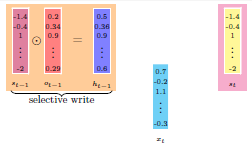 -1.4 0.2 0.5 -1.4
-0.4 0.34 0.36 -0.4
1 0.9 0.9 1
⋮ ⊙ ⋮ = ⋮ ⋮
-2 0.29 0.6 -2
s_{t−1} o_{t−1} h_{t−1} s_t
selective write
0.7
-0.2
1.1
⋮
-0.3
x_t